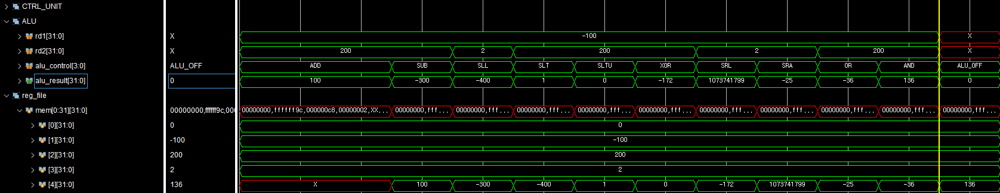 CTRL_UNIT
ALU
rd1[31:0] X -100 X
rd2[31:0] X 200 2 200 2 200 X
alu_control[3:0] ALU_OFF ADD SUB SLL SLT SLTU XOR SRL SRA OR AND ALU_OFF
alu_result[31:0] 0 100 -300 -400 1 0 -172 1073741799 -25 -36 136 0
reg_file
mem[0:31][31:0] 00000000,ffffff9c,00 00000000,ffffff9c,000000c8,00000002,XX... 00000000,fff... 00000000,fff... 00000000,fff... 00000000,fff... 00000000,fff... 00000000,fff... 00000000,fff... 00000000,fff... 00000000,fff... 00000000,fff...
[0][31:0] 0 0
[1][31:0] -100 -100
[2][31:0] 200 200
[3][31:0] 2 2
[4][31:0] 136 X 100 -300 -400 1 0 -172 1073741799 -25 -36 136